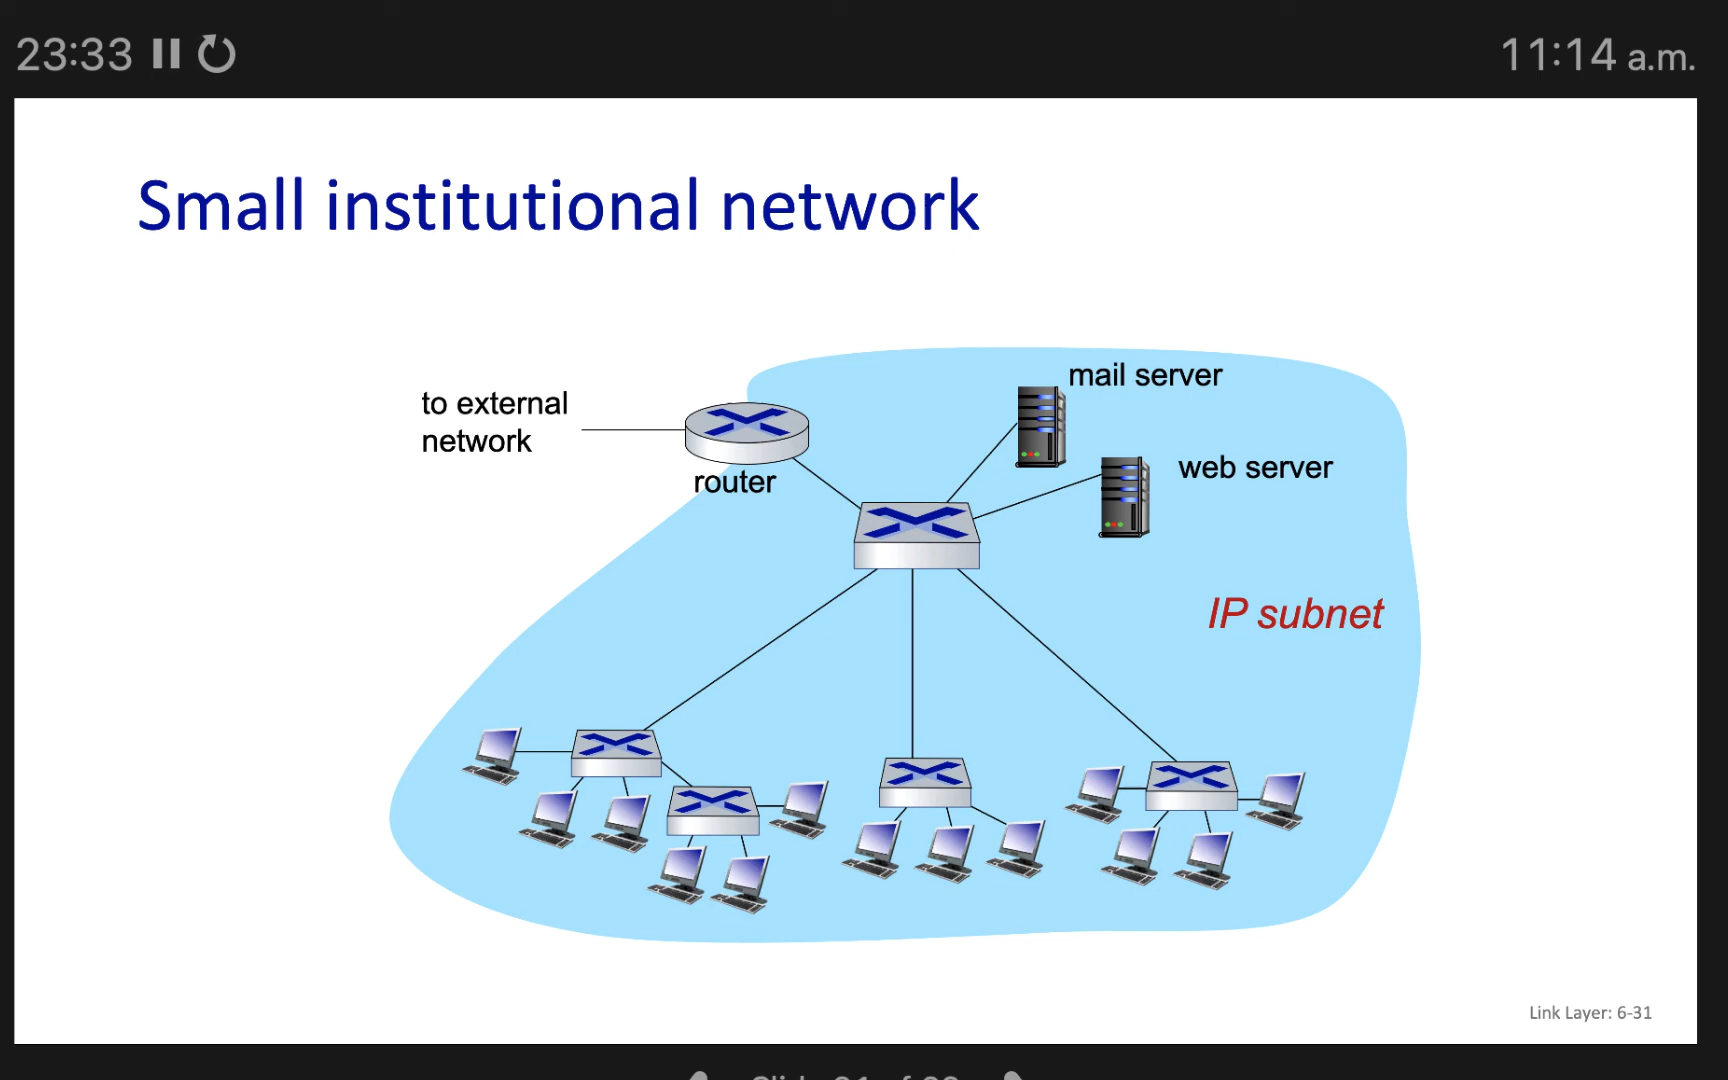 23:33
11:14 a.m.
Small institutional network
to external
network
router
mail server
web server
IP subnet
Link Layer: 6-31